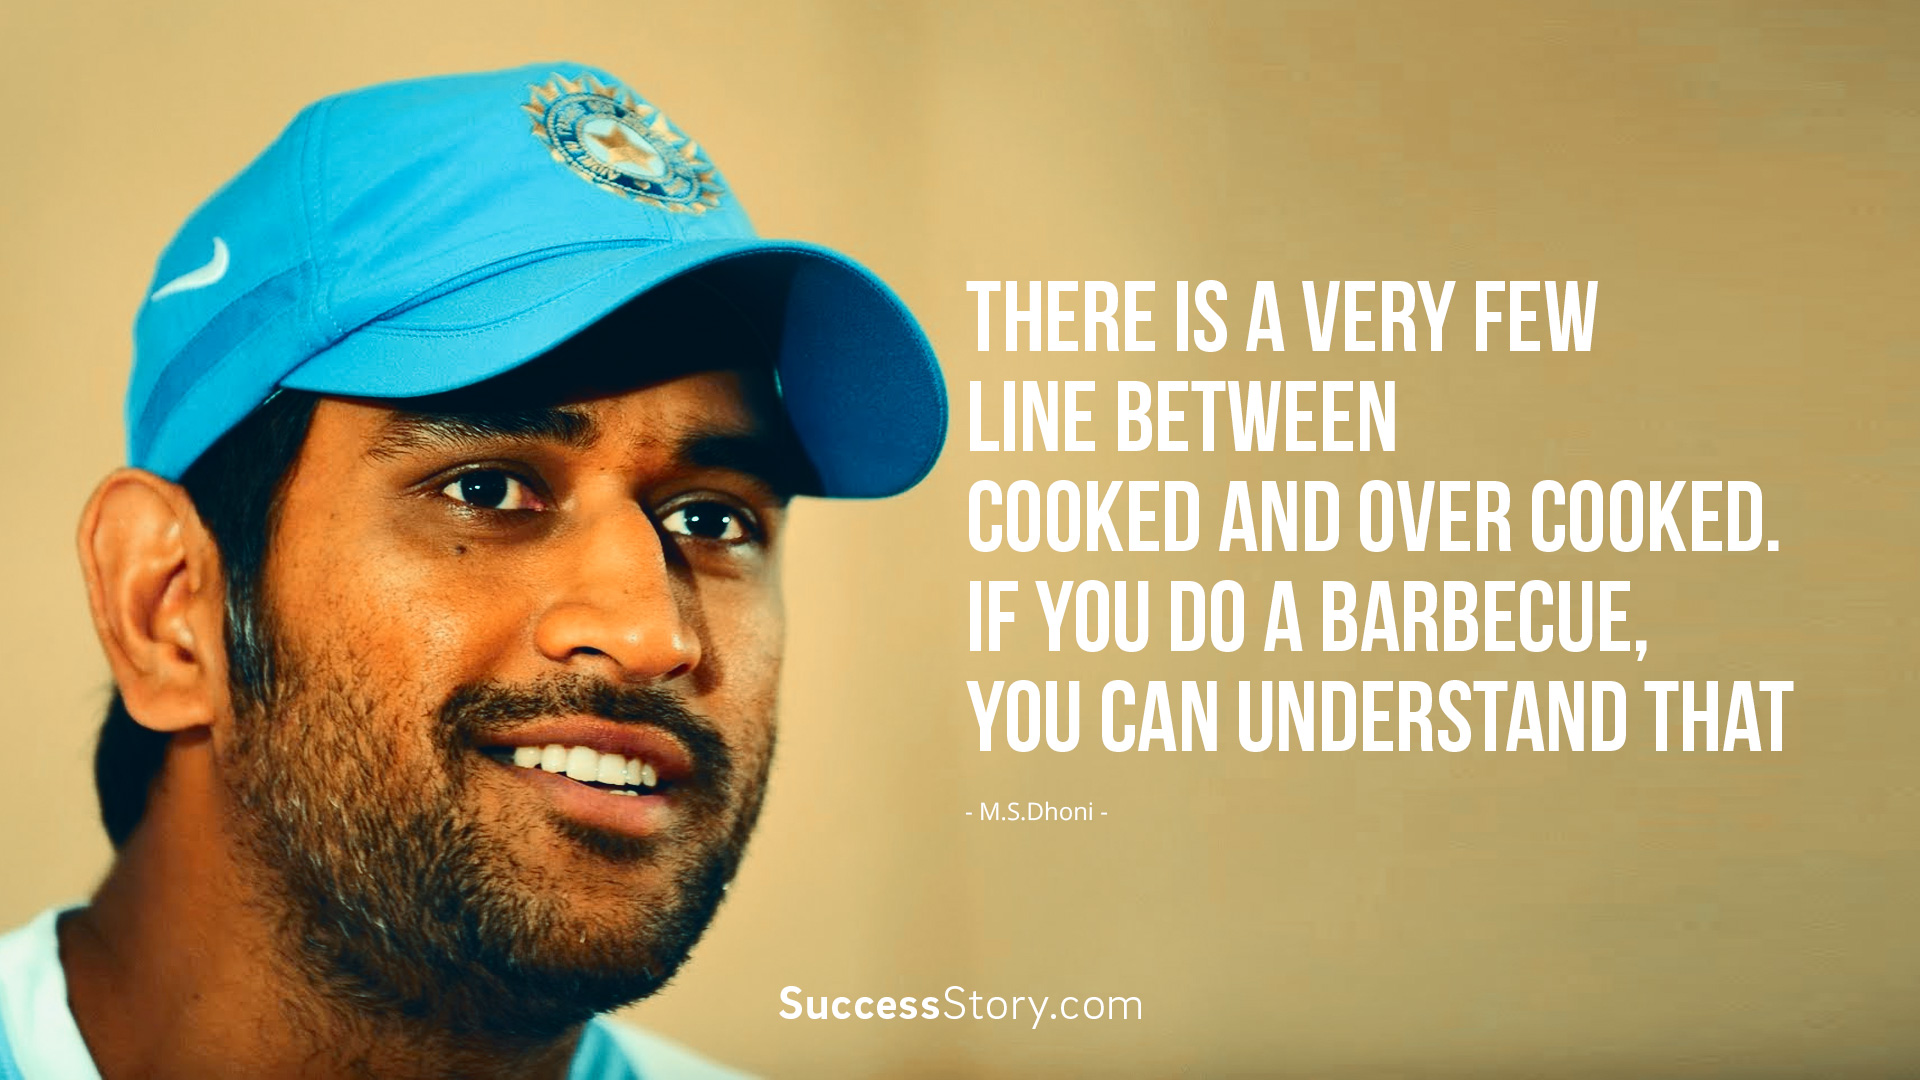 THERE IS A VERY FEW
LINE BETWEEN
COOKED AND OVER COOKED.
IF YOU DO A BARBECUE,
YOU CAN UNDERSTAND THAT
- M.S.Dhoni -
SuccessStory.com